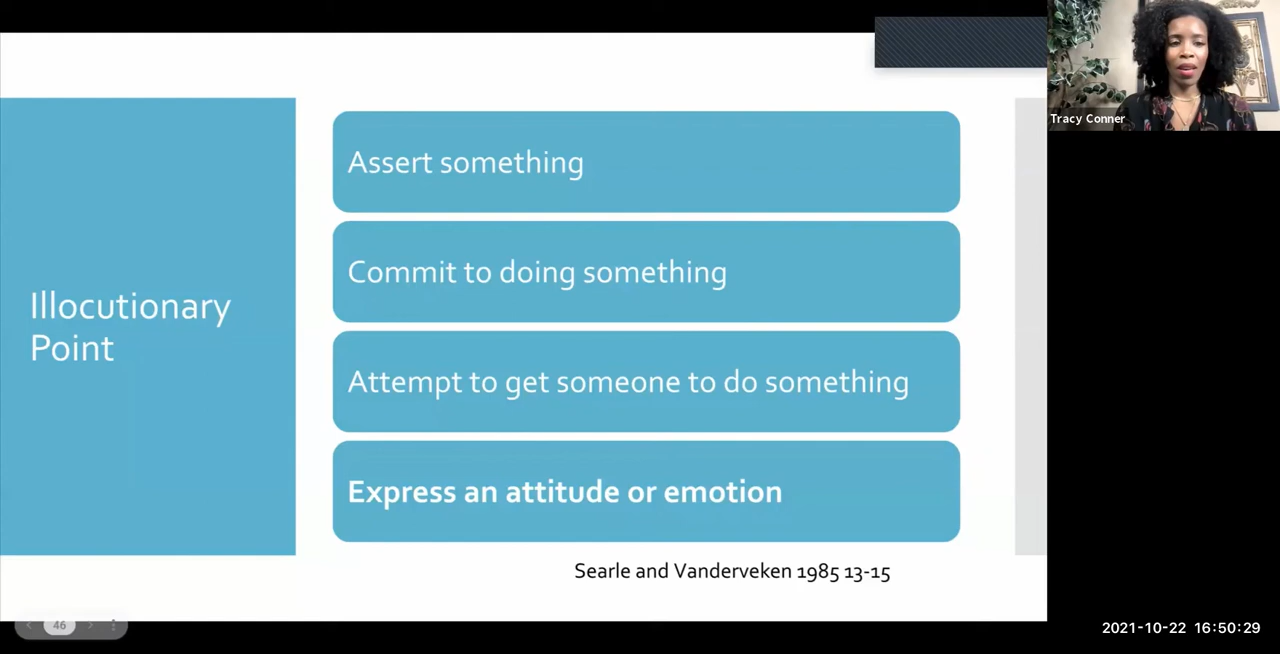 Tracy Conner
Illocutionary
Point
Assert something
Commit to doing something
Attempt to get someone to do something
Express an attitude or emotion
Searle and Vanderveken 1985 13-15
46
2021-10-22 16:50:29